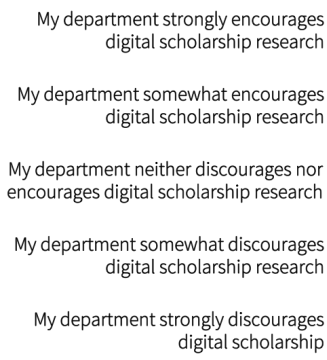 My department strongly encourages
digital scholarship research
My department somewhat encourages
digital scholarship research
My department neither discourages nor
encourages digital scholarship research
My department somewhat discourages
digital scholarship research
My department strongly discourages
digital scholarship